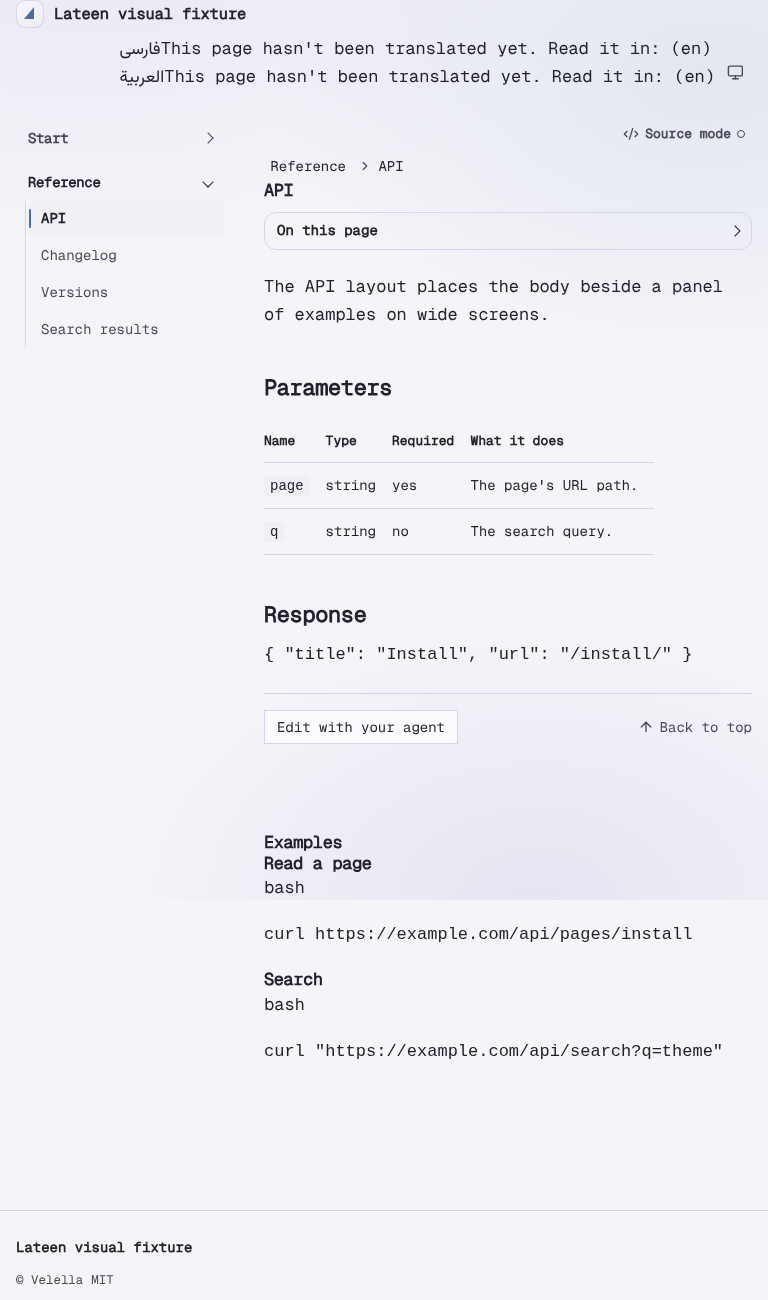 Lateen visual fixture
فارسیThis page hasn't been translated yet. Read it in: (en)
العربيةThis page hasn't been translated yet. Read it in: (en)
Start
Source mode
Reference API
Reference
API
API
On this page
Changelog
Versions
Search results
The API layout places the body beside a panel
of examples on wide screens.
Parameters
Name Type Required What it does
page string yes The page's URL path.
q string no The search query.
Response
{ "title": "Install", "url": "/install/" }
Edit with your agent
Back to top
Examples
Read a page
bash
curl https://example.com/api/pages/install
Search
bash
curl "https://example.com/api/search?q=theme"
Lateen visual fixture
© Velella MIT